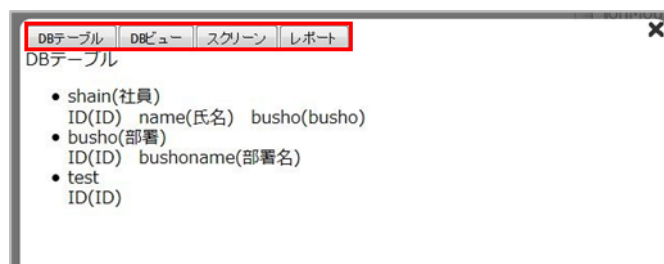 DBテーブル DBビュー スクリーン レポート
DBテーブル
• shain(社員)
ID(ID) name(氏名) busho(busho)
• busho(部署)
ID(ID) bushoname(部署名)
• test
ID(ID)